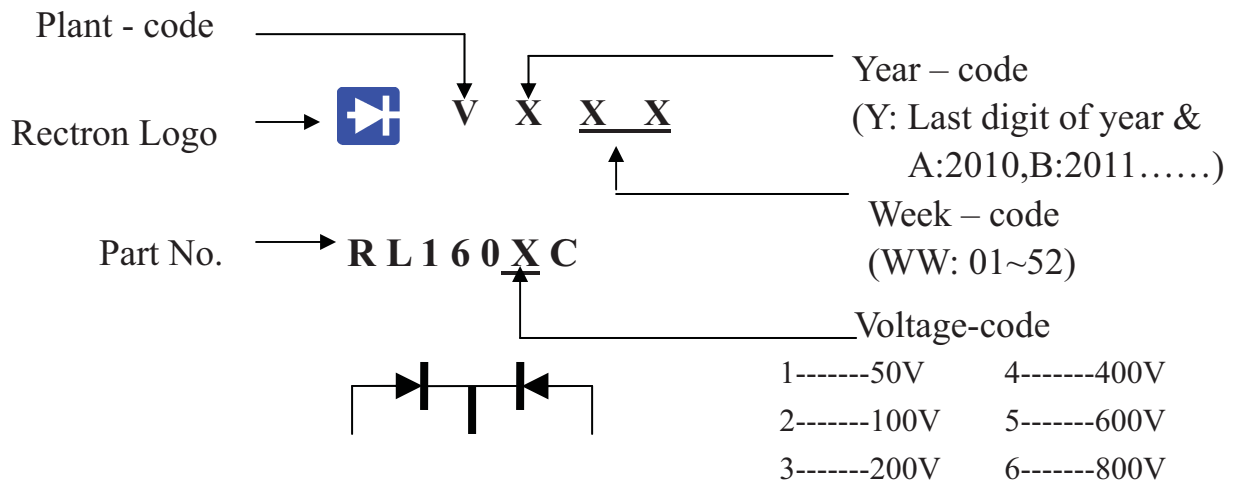 Plant - code
Year – code
Rectron Logo V X X X (Y: Last digit of year &
A:2010,B:2011……)
Week – code
Part No. R L 1 6 0 X C (WW: 01~52)
Voltage-code
1-------50V 4-------400V
2-------100V 5-------600V
3-------200V 6-------800V